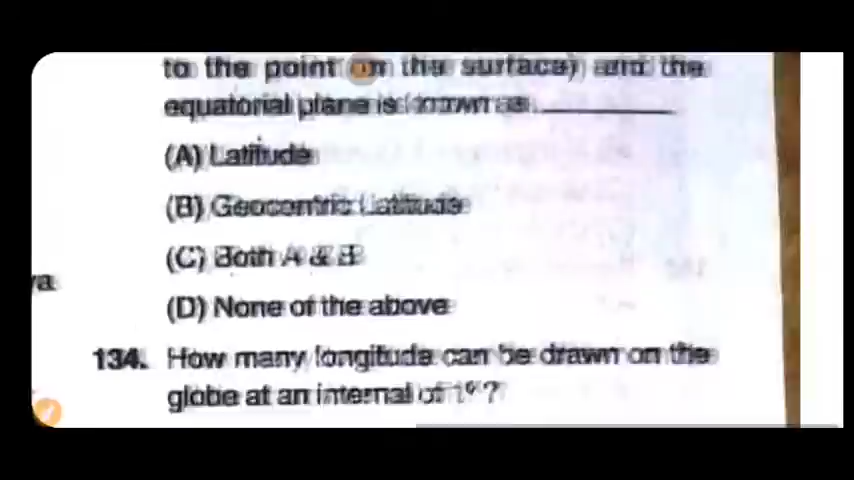 to the point on the surface) and the
equatorial plane is known as
(A) Latitude
(B) Geocentric Latitude
(C) Both A & B
(D) None of the above
134. How many longitude can be drawn on the
globe at an internal of 1° ?